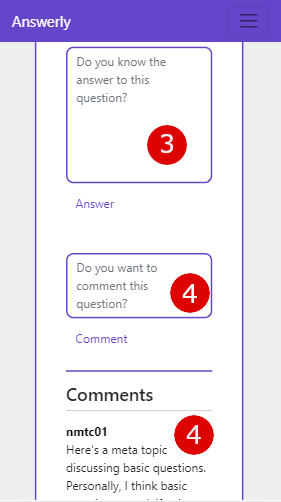 Answerly
Do you know the
answer to this
question?
3
Answer
Do you want to
comment this
question?
4
Comment
Comments
nmtc01
4
Here's a meta topic
discussing basic questions.
Personally, I think basic